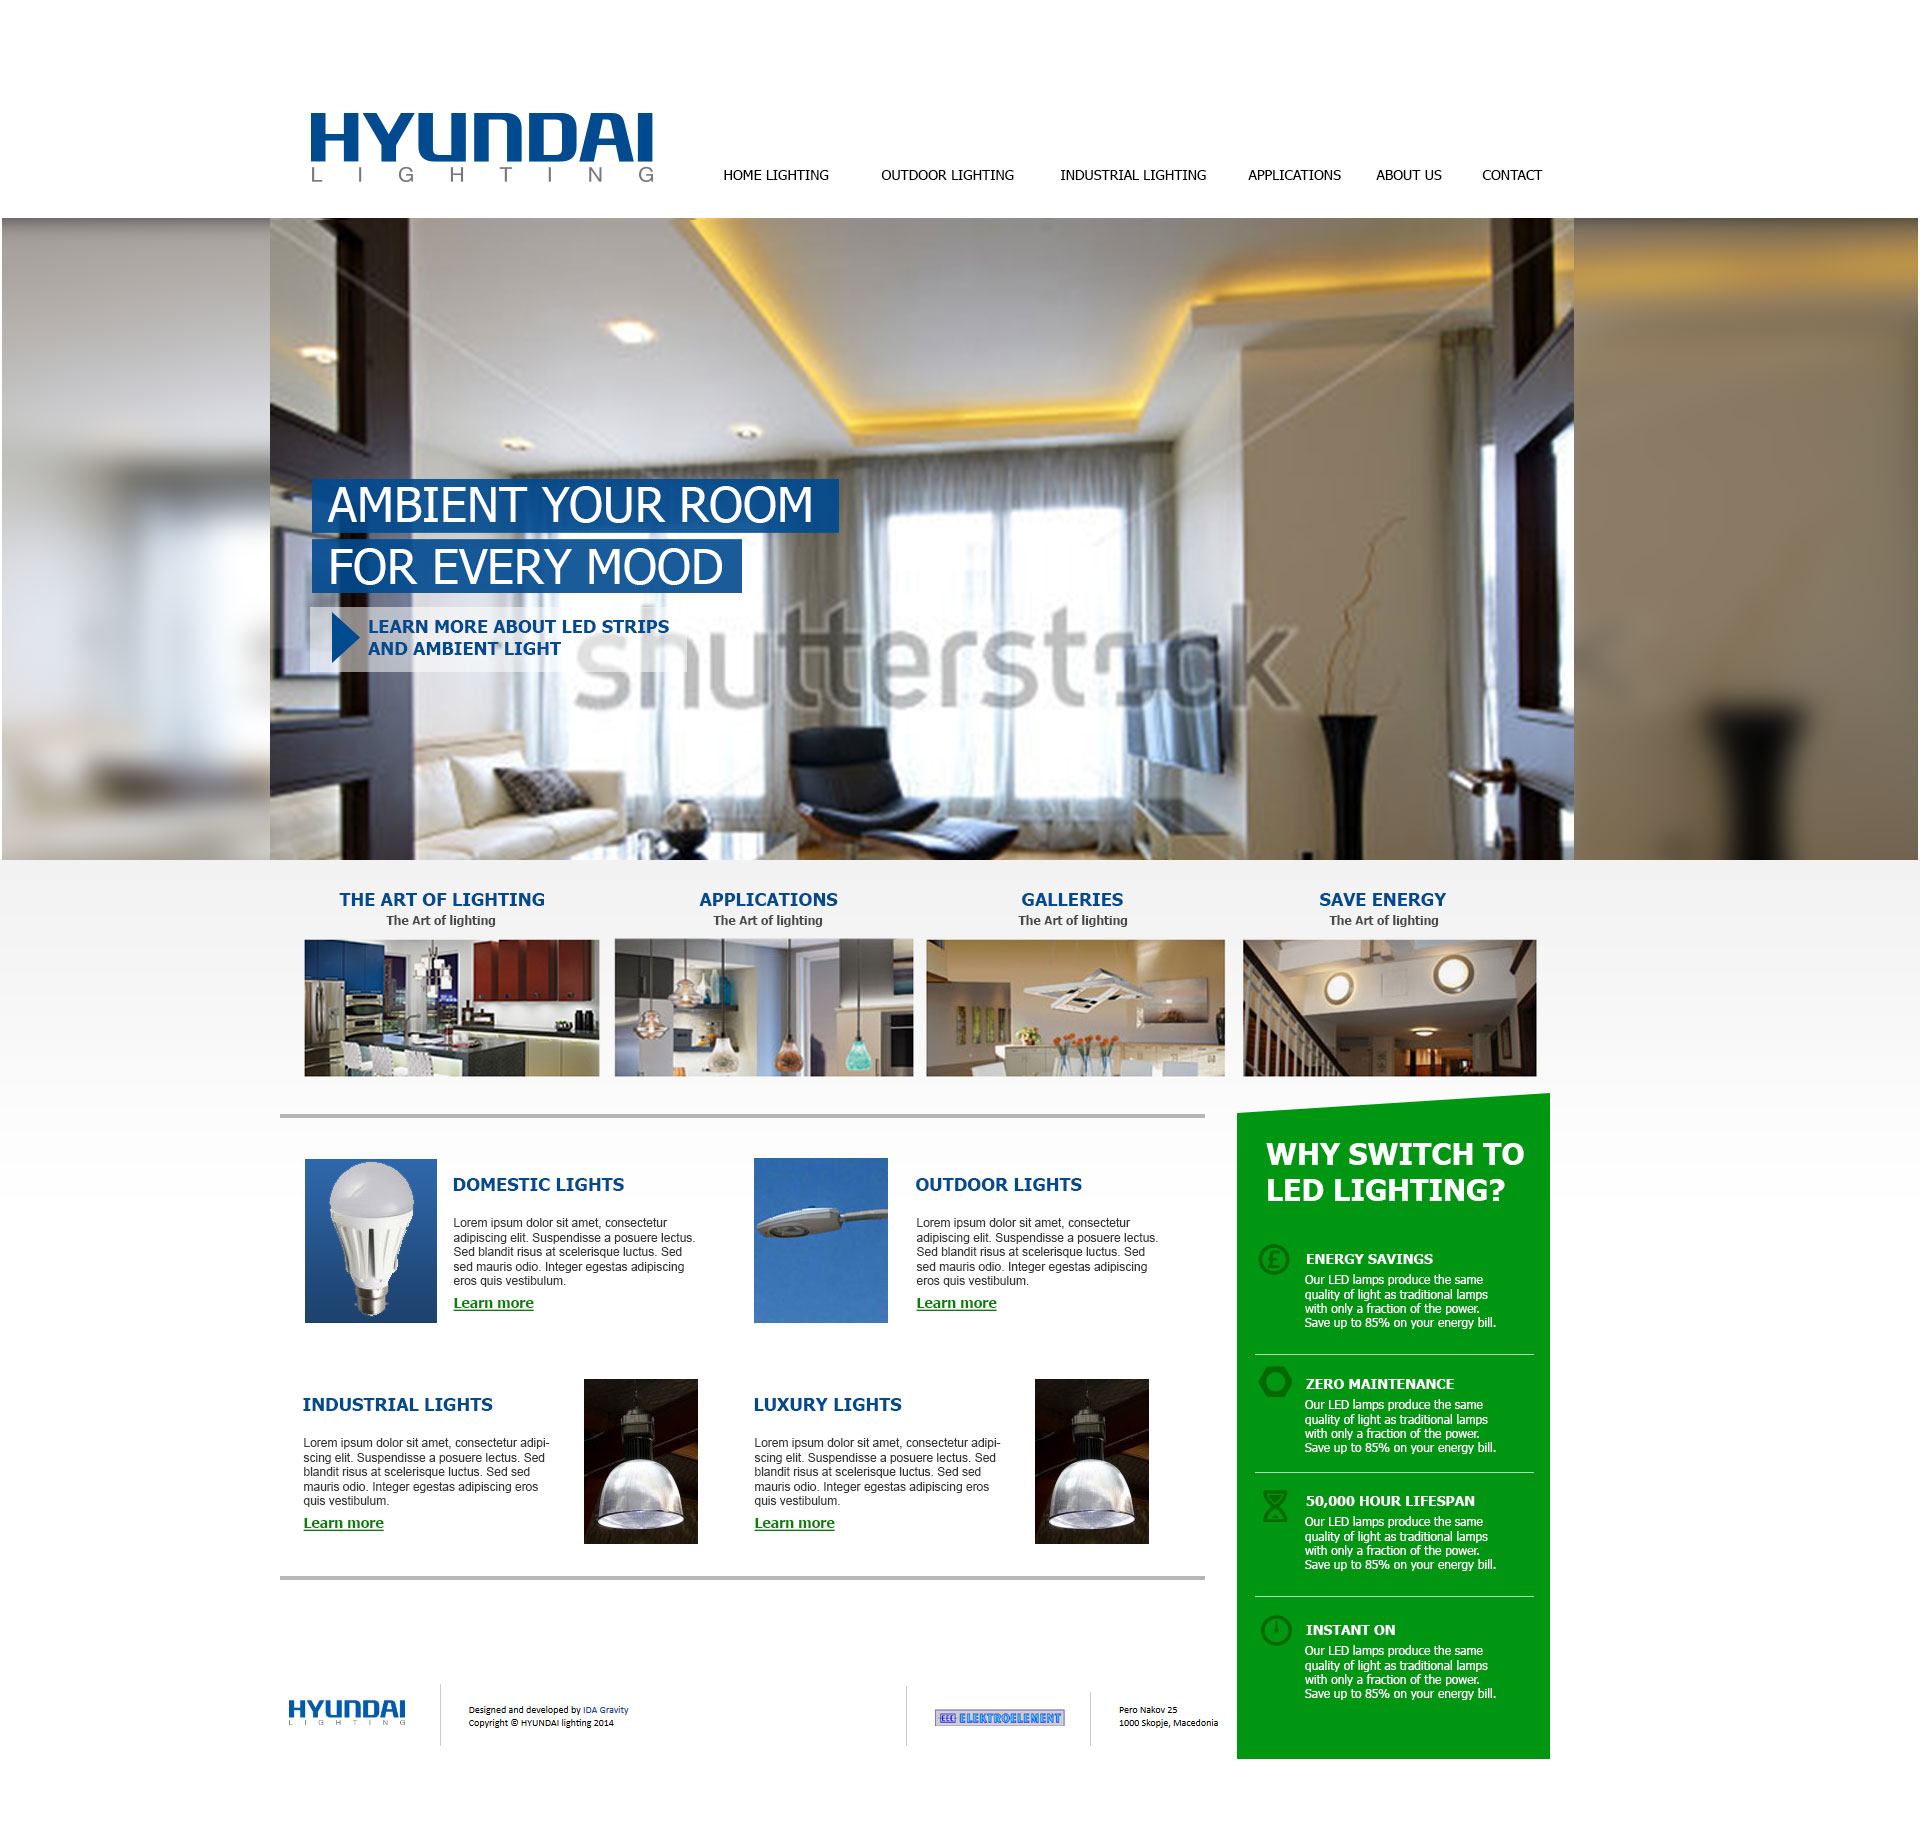 HYUNDAI
LIGHTING
HOME LIGHTING
OUTDOOR LIGHTING
INDUSTRIAL LIGHTING
APPLICATIONS
ABOUT US
CONTACT
AMBIENT YOUR ROOM
FOR EVERY MOOD
LEARN MORE ABOUT LED STRIPS
AND AMBIENT LIGHT
shutterstock
THE ART OF LIGHTING
The Art of lighting
APPLICATIONS
The Art of lighting
GALLERIES
The Art of lighting
SAVE ENERGY
The Art of lighting
DOMESTIC LIGHTS
Lorem ipsum dolor sit amet, consectetur
adipiscing elit. Suspendisse a posuere lectus.
Sed blandit risus at scelerisque luctus. Sed
sed mauris odio. Integer egestas adipiscing
eros quis vestibulum.
Learn more
OUTDOOR LIGHTS
Lorem ipsum dolor sit amet, consectetur
adipiscing elit. Suspendisse a posuere lectus.
Sed blandit risus at scelerisque luctus. Sed
sed mauris odio. Integer egestas adipiscing
eros quis vestibulum.
Learn more
INDUSTRIAL LIGHTS
Lorem ipsum dolor sit amet, consectetur adipi-
scing elit. Suspendisse a posuere lectus. Sed
blandit risus at scelerisque luctus. Sed sed
mauris odio. Integer egestas adipiscing eros
quis vestibulum.
Learn more
LUXURY LIGHTS
Lorem ipsum dolor sit amet, consectetur adipi-
scing elit. Suspendisse a posuere lectus. Sed
blandit risus at scelerisque luctus. Sed sed
mauris odio. Integer egestas adipiscing eros
quis vestibulum.
Learn more
WHY SWITCH TO
LED LIGHTING?
£
ENERGY SAVINGS
Our LED lamps produce the same
quality of light as traditional lamps
with only a fraction of the power.
Save up to 85% on your energy bill.
ZERO MAINTENANCE
Our LED lamps produce the same
quality of light as traditional lamps
with only a fraction of the power.
Save up to 85% on your energy bill.
50,000 HOUR LIFESPAN
Our LED lamps produce the same
quality of light as traditional lamps
with only a fraction of the power.
Save up to 85% on your energy bill.
INSTANT ON
Our LED lamps produce the same
quality of light as traditional lamps
with only a fraction of the power.
Save up to 85% on your energy bill.
HYUNDAI
LIGHTING
Designed and developed by IDA Gravity
Copyright © HYUNDAI lighting 2014
ELEKTROELEMENT
Pero Nakov 25
1000 Skopje, Macedonia